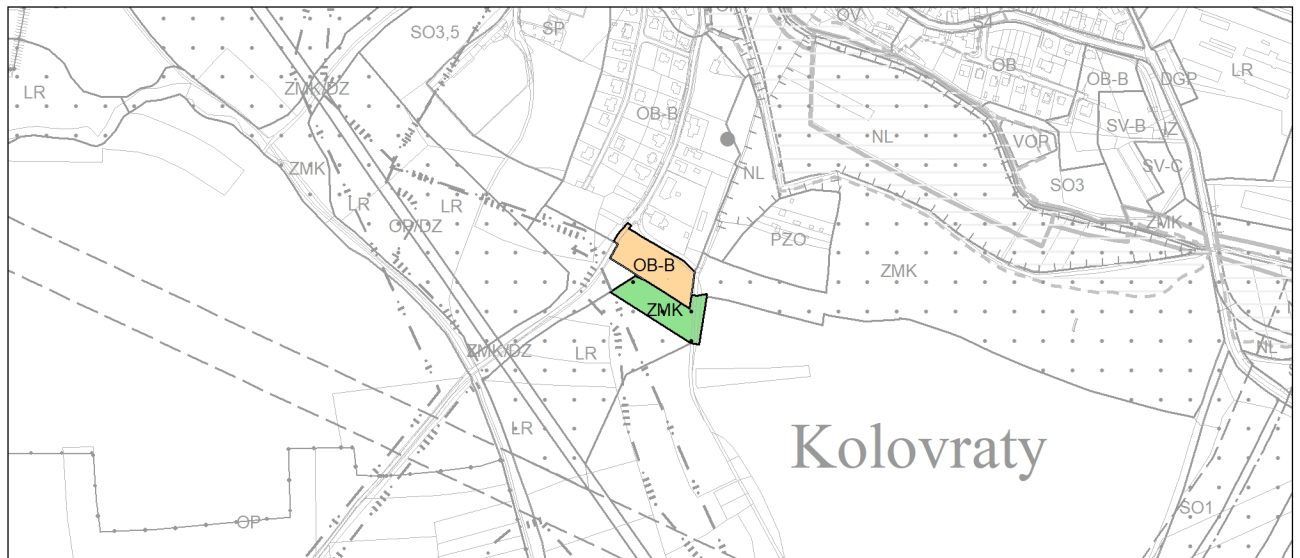 SO3,5
SP
OV
S4
OB
LR
ZMK/DZ
OB-B
OB-B
DGP
LR
SV-B
IZ
NL
VOP
SV-C
ZMK
LR
LR
OP/DZ
NL
SO3
ZMK
PZO
OB-B
ZMK
ZMK
ZMK/DZ
LR
NL
LR
Kolovraty
SO1
OP